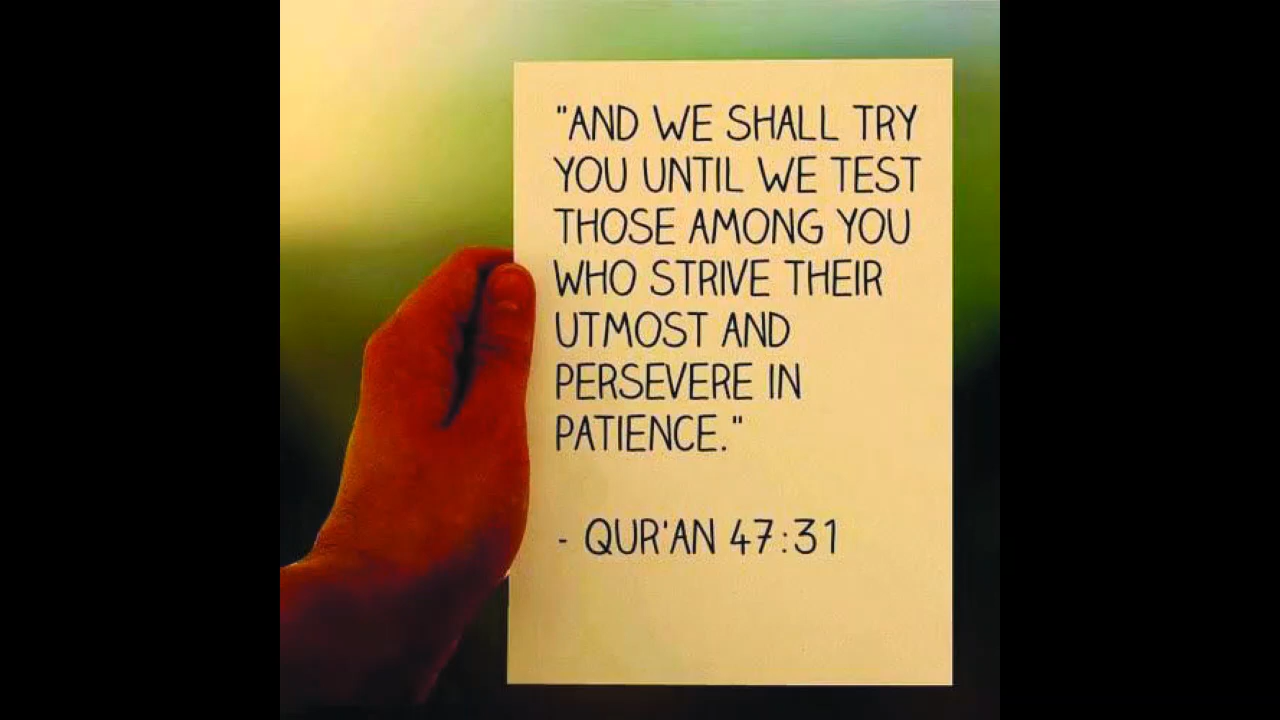 "AND WE SHALL TRY
YOU UNTIL WE TEST
THOSE AMONG YOU
WHO STRIVE THEIR
UTMOST AND
PERSEVERE IN
PATIENCE."
- QUR'AN 47:31